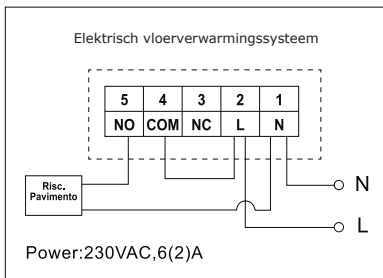 Elektrisch vloerverwarmingssysteem
5 4 3 2 1
NO COM NC L N
Risc.
Pavimento
N
L
Power:230VAC,6(2)A